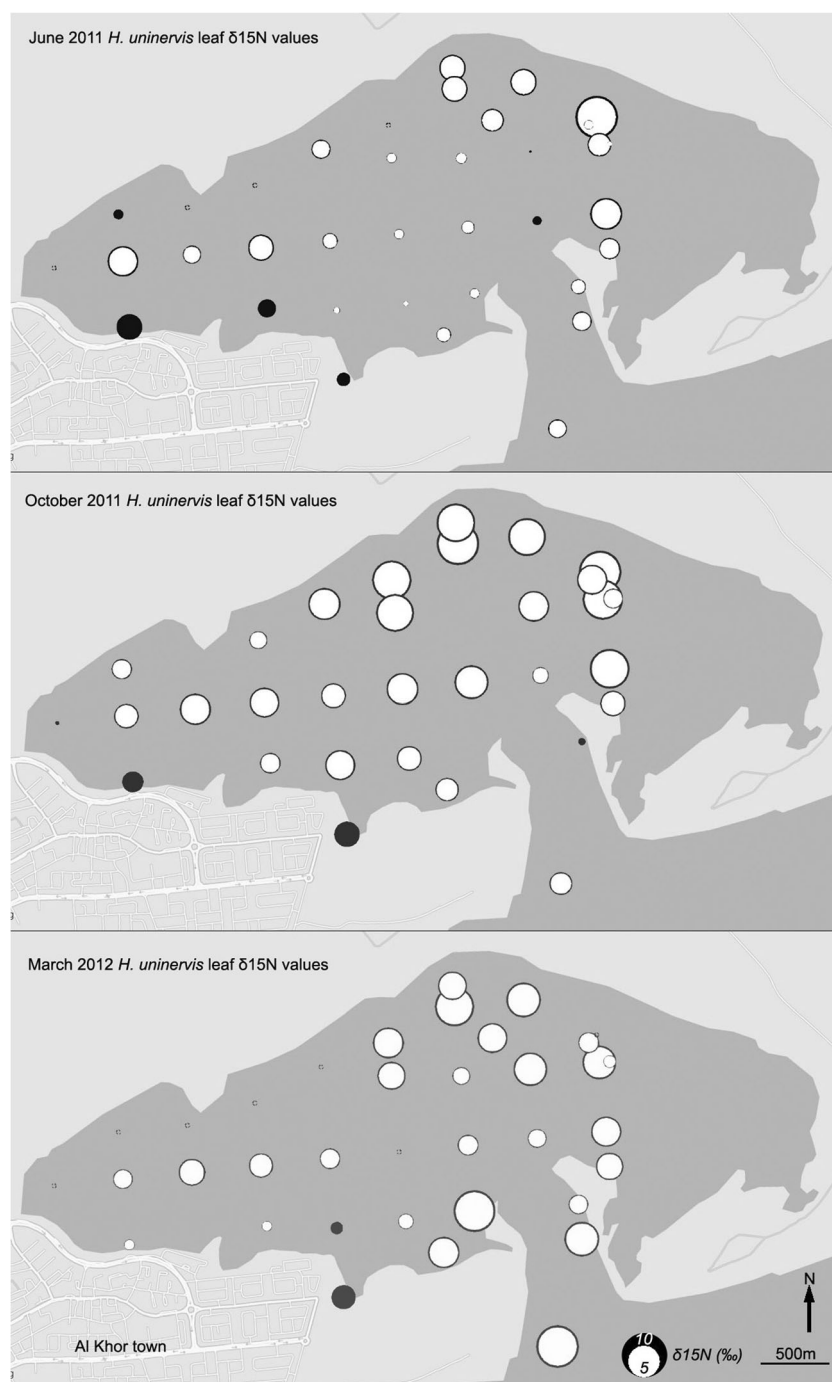 June 2011 H. uninervis leaf δ15N values
October 2011 H. uninervis leaf δ15N values
March 2012 H. uninervis leaf δ15N values
Al Khor town
10
5
δ15N (‰)
N
500m